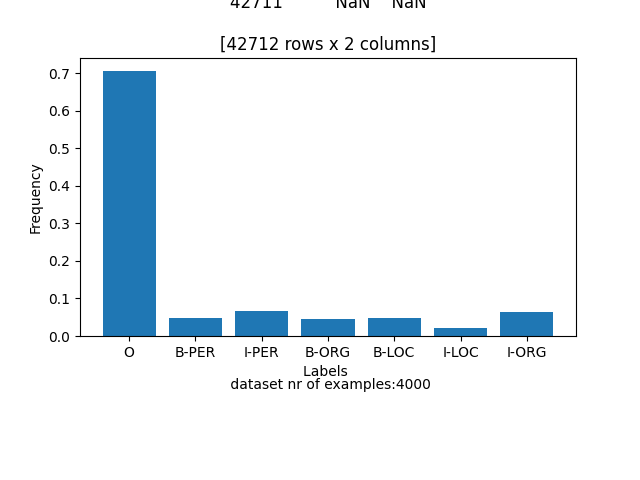 42711 NaN NaN
[42712 rows x 2 columns]
0.7
0.6
0.5
0.4
0.3
0.2
0.1
0.0
Frequency
O B-PER I-PER B-ORG B-LOC I-LOC I-ORG
Labels
dataset nr of examples:4000